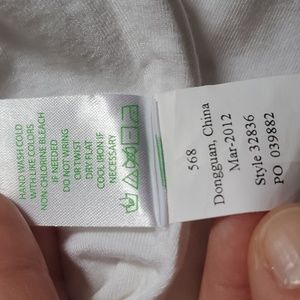 HAND WASH COLD
WITH LIKE COLORS
NON-CHLORINE BLEACH
IF NEEDED
DO NOT WRING
OR TWIST
DRY FLAT
COOL IRON IF
NECESSARY
568
Dongguan, China
Mar-2012
Style 32836
PO 039882